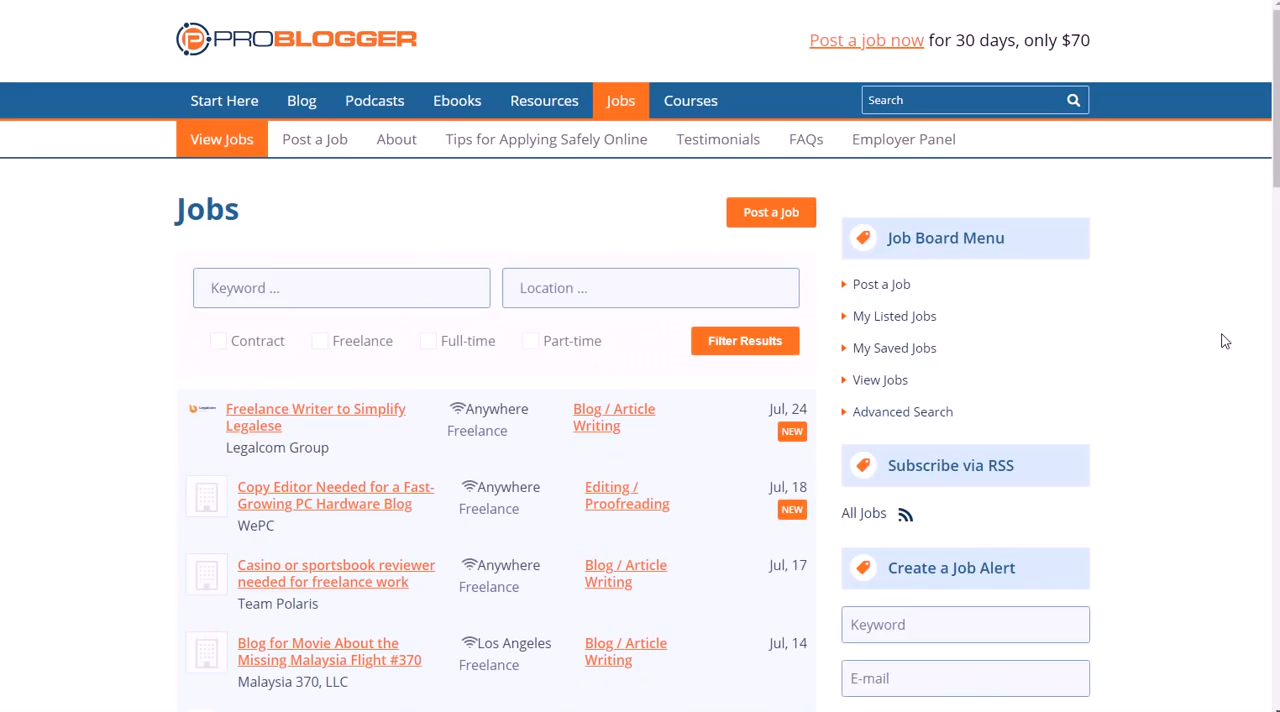 PROBLOGGER
Post a job now for 30 days, only $70
Start Here Blog Podcasts Ebooks Resources Jobs Courses Search
View Jobs Post a Job About Tips for Applying Safely Online Testimonials FAQs Employer Panel
Jobs
Post a Job
Keyword ... Location ...
Contract Freelance Full-time Part-time Filter Results
Legalcom
Freelance Writer to Simplify
Legalese
Legalcom Group
Anywhere
Freelance
Blog / Article
Writing
Jul, 24
NEW
Copy Editor Needed for a Fast-
Growing PC Hardware Blog
WePC
Anywhere
Freelance
Editing /
Proofreading
Jul, 18
NEW
Casino or sportsbook reviewer
needed for freelance work
Team Polaris
Anywhere
Freelance
Blog / Article
Writing
Jul, 17
Blog for Movie About the
Missing Malaysia Flight #370
Malaysia 370, LLC
Los Angeles
Freelance
Blog / Article
Writing
Jul, 14
Job Board Menu
Post a Job
My Listed Jobs
My Saved Jobs
View Jobs
Advanced Search
Subscribe via RSS
All Jobs
Create a Job Alert
Keyword
E-mail